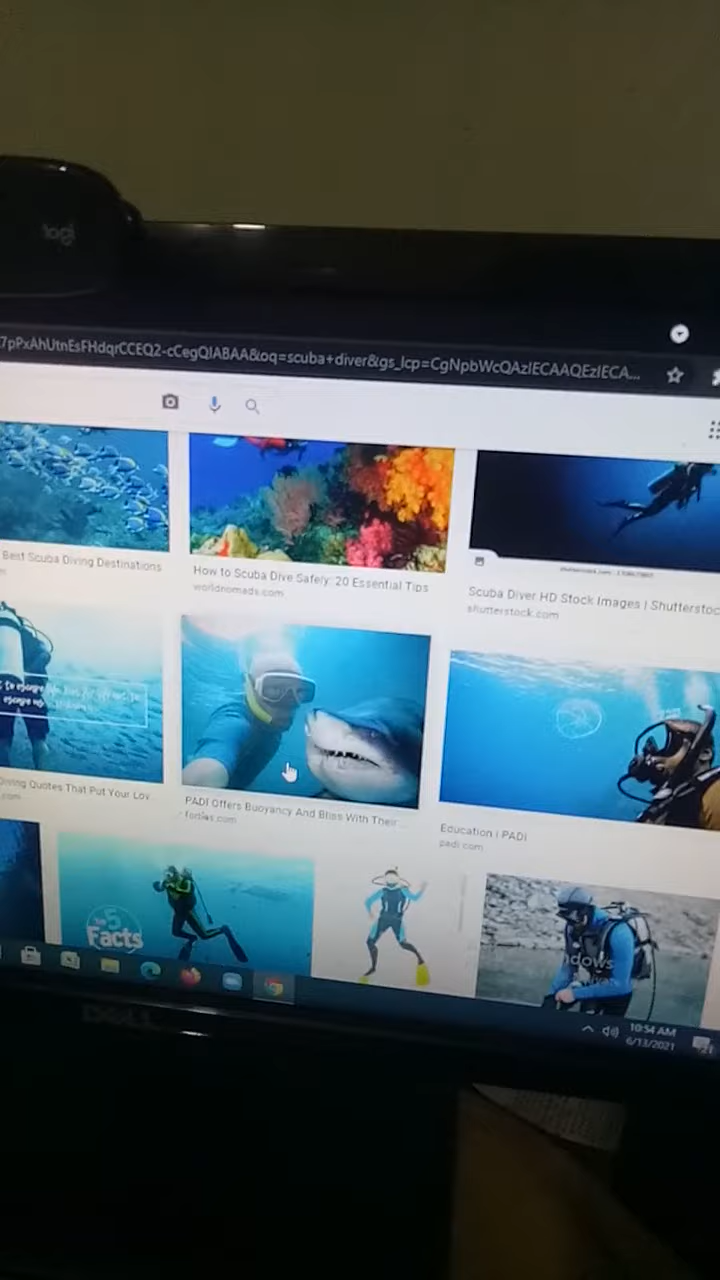 logi
7pPxAhUtnEsFHdqrCCEQ2-cCegQIABAA&oq=scuba+diver&gs_lcp=CgNpbWcQAzIECAAQEzIECA...
Best Scuba Diving Destinations
How to Scuba Dive Safely: 20 Essential Tips
worldnomads.com
Scuba Diver HD Stock Images | Shutterstoc
shutterstock.com
Diving Quotes That Put Your Lov...
.com
PADI Offers Buoyancy And Bliss With Their ...
forbes.com
Education | PADI
padi.com
5
Facts
DELL
10:54 AM
6/13/2021